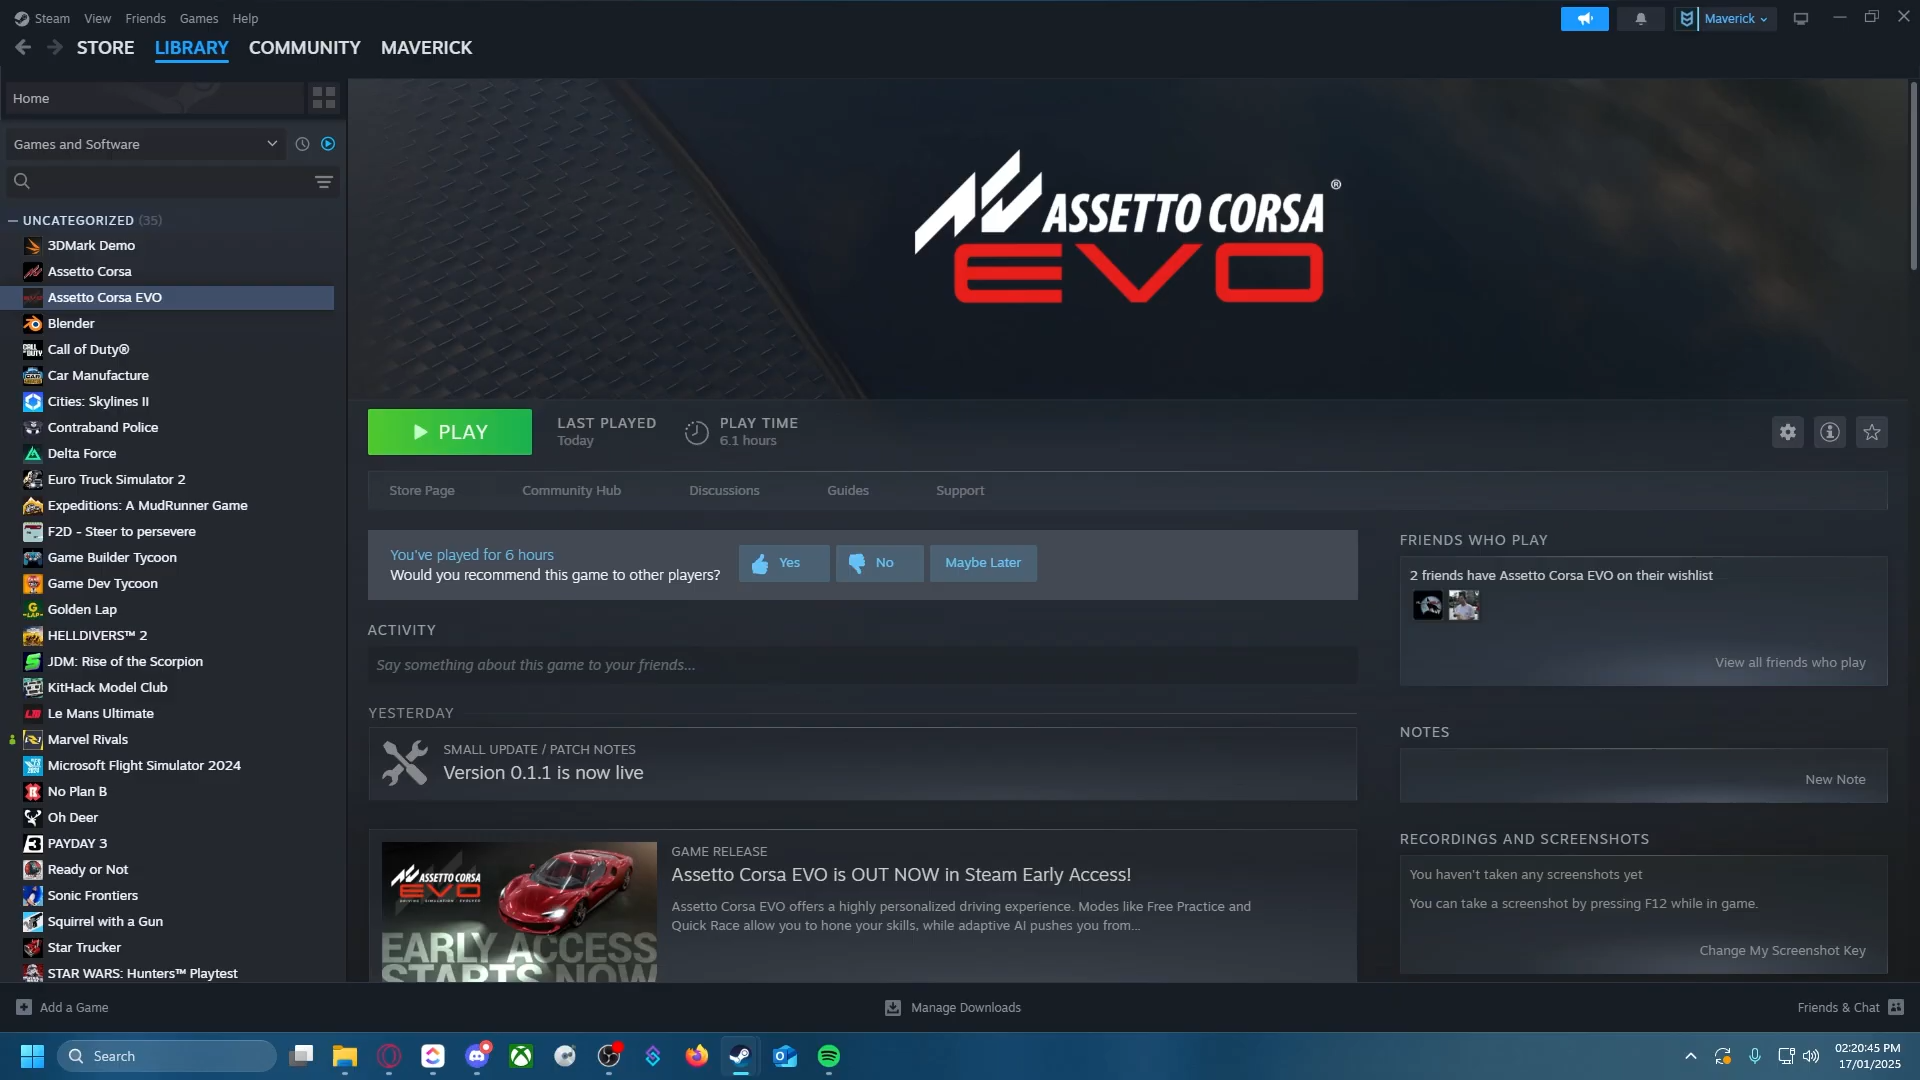 Steam View Friends Games Help
Maverick
STORE LIBRARY COMMUNITY MAVERICK
Home
Games and Software
UNCATEGORIZED (35)
3DMark Demo
Assetto Corsa
Assetto Corsa EVO
Blender
Call of Duty®
Car Manufacture
Cities: Skylines II
Contraband Police
Delta Force
Euro Truck Simulator 2
Expeditions: A MudRunner Game
F2D - Steer to persevere
Game Builder Tycoon
Game Dev Tycoon
Golden Lap
HELLDIVERS™ 2
JDM: Rise of the Scorpion
KitHack Model Club
Le Mans Ultimate
Marvel Rivals
Microsoft Flight Simulator 2024
No Plan B
Oh Deer
PAYDAY 3
Ready or Not
Sonic Frontiers
Squirrel with a Gun
Star Trucker
STAR WARS: Hunters™ Playtest
ASSETTO CORSA®
EVO
PLAY
LAST PLAYED
Today
PLAY TIME
6.1 hours
Store Page Community Hub Discussions Guides Support
You've played for 6 hours
Would you recommend this game to other players?
Yes No Maybe Later
ACTIVITY
Say something about this game to your friends...
YESTERDAY
SMALL UPDATE / PATCH NOTES
Version 0.1.1 is now live
ASSETTO CORSA
EVO
EARLY ACCESS
STARTS NOW
GAME RELEASE
Assetto Corsa EVO is OUT NOW in Steam Early Access!
Assetto Corsa EVO offers a highly personalized driving experience. Modes like Free Practice and
Quick Race allow you to hone your skills, while adaptive AI pushes you from...
FRIENDS WHO PLAY
2 friends have Assetto Corsa EVO on their wishlist
View all friends who play
NOTES
New Note
RECORDINGS AND SCREENSHOTS
You haven't taken any screenshots yet
You can take a screenshot by pressing F12 while in game.
Change My Screenshot Key
Add a Game
Manage Downloads
Friends & Chat
Search
02:20:45 PM
17/01/2025